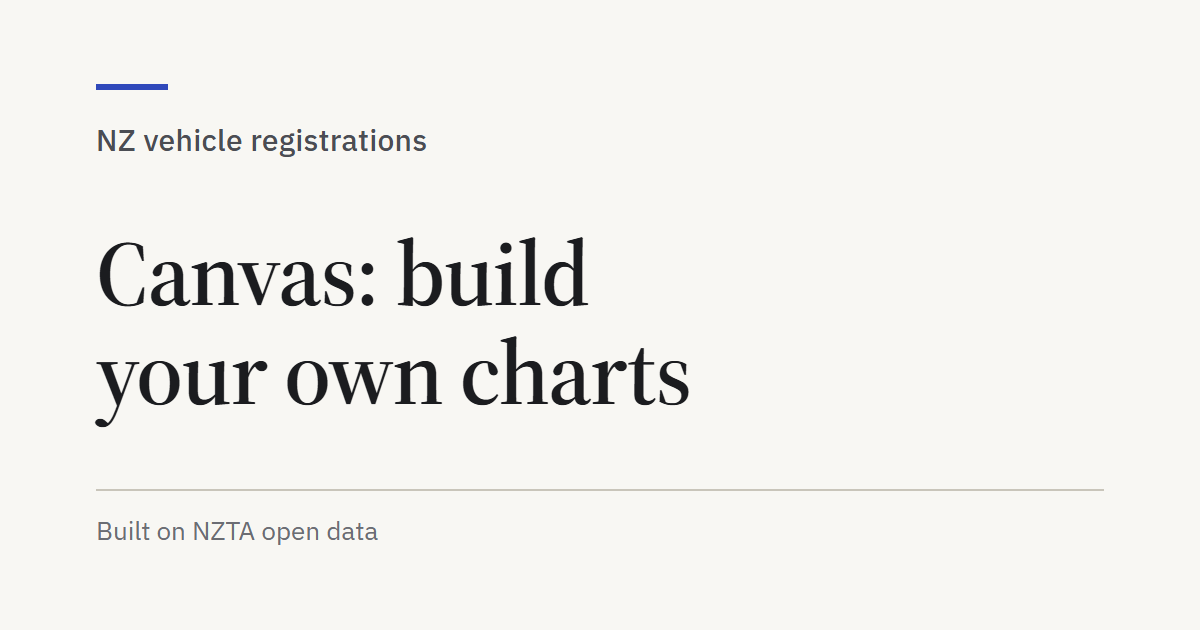 NZ vehicle registrations
Canvas: build
your own charts
Built on NZTA open data